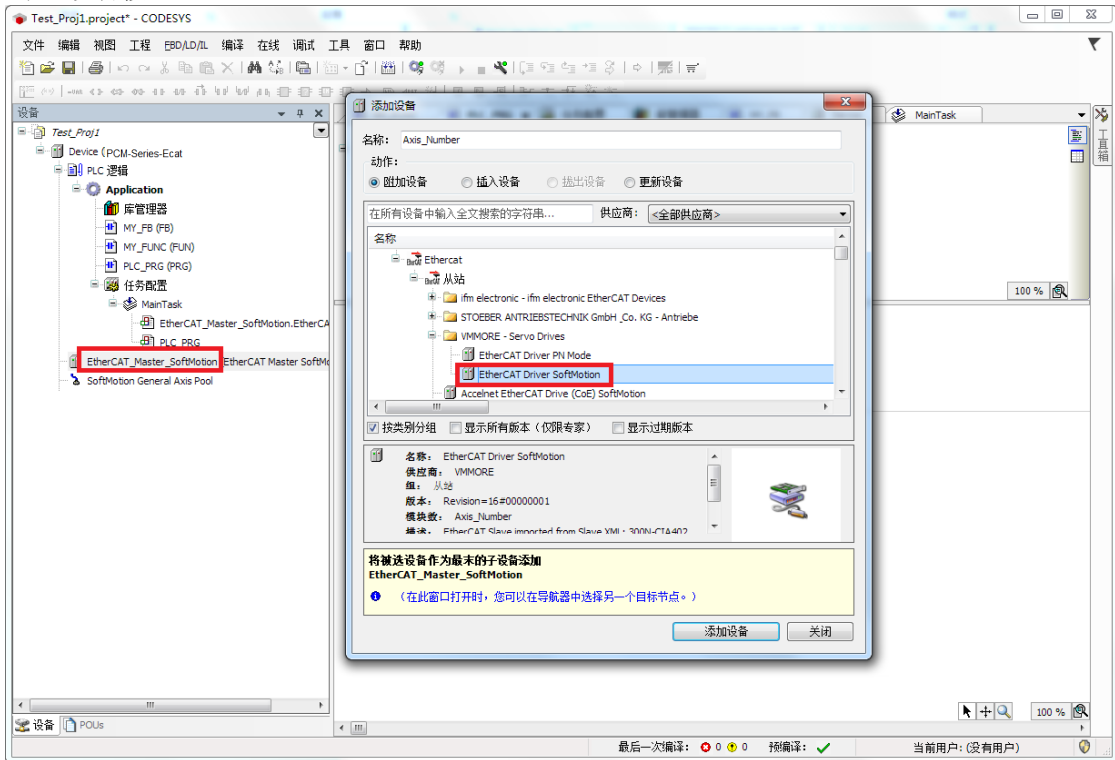 Test_Proj1.project* - CODESYS
文件 编辑 视图 工程 FBD/LD/IL 编译 在线 调试 工具 窗口 帮助
设备
Test_Proj1
Device (PCM-Series-Ecat
PLC 逻辑
Application
库管理器
MY_FB (FB)
MY_FUNC (FUN)
PLC_PRG (PRG)
任务配置
MainTask
EtherCAT_Master_SoftMotion.EtherCA
PLC_PRG
EtherCAT_Master_SoftMotion (EtherCAT Master SoftMo
SoftMotion General Axis Pool
设备 POUs
MainTask
工具箱
100 %
添加设备
名称： Axis_Number
动作：
附加设备 插入设备 拔出设备 更新设备
在所有设备中输入全文搜索的字符串... 供应商： <全部供应商>
名称
Ethercat
从站
ifm electronic - ifm electronic EtherCAT Devices
STOEBER ANTRIEBSTECHNIK GmbH _Co. KG - Antriebe
VMMORE - Servo Drives
EtherCAT Driver PN Mode
EtherCAT Driver SoftMotion
Accelnet EtherCAT Drive (CoE) SoftMotion
按类别分组 显示所有版本（仅限专家） 显示过期版本
名称： EtherCAT Driver SoftMotion
供应商： VMMORE
组： 从站
版本： Revision=16#00000001
模块数： Axis_Number
描述： EtherCAT Slave imported from Slave XML: 300N-CIA402
将被选设备作为最末的子设备添加
EtherCAT_Master_SoftMotion
（在此窗口打开时，您可以在导航器中选择另一个目标节点。）
添加设备 关闭
100 %
最后一次编译： 0 0 预编译： 当前用户：(没有用户)